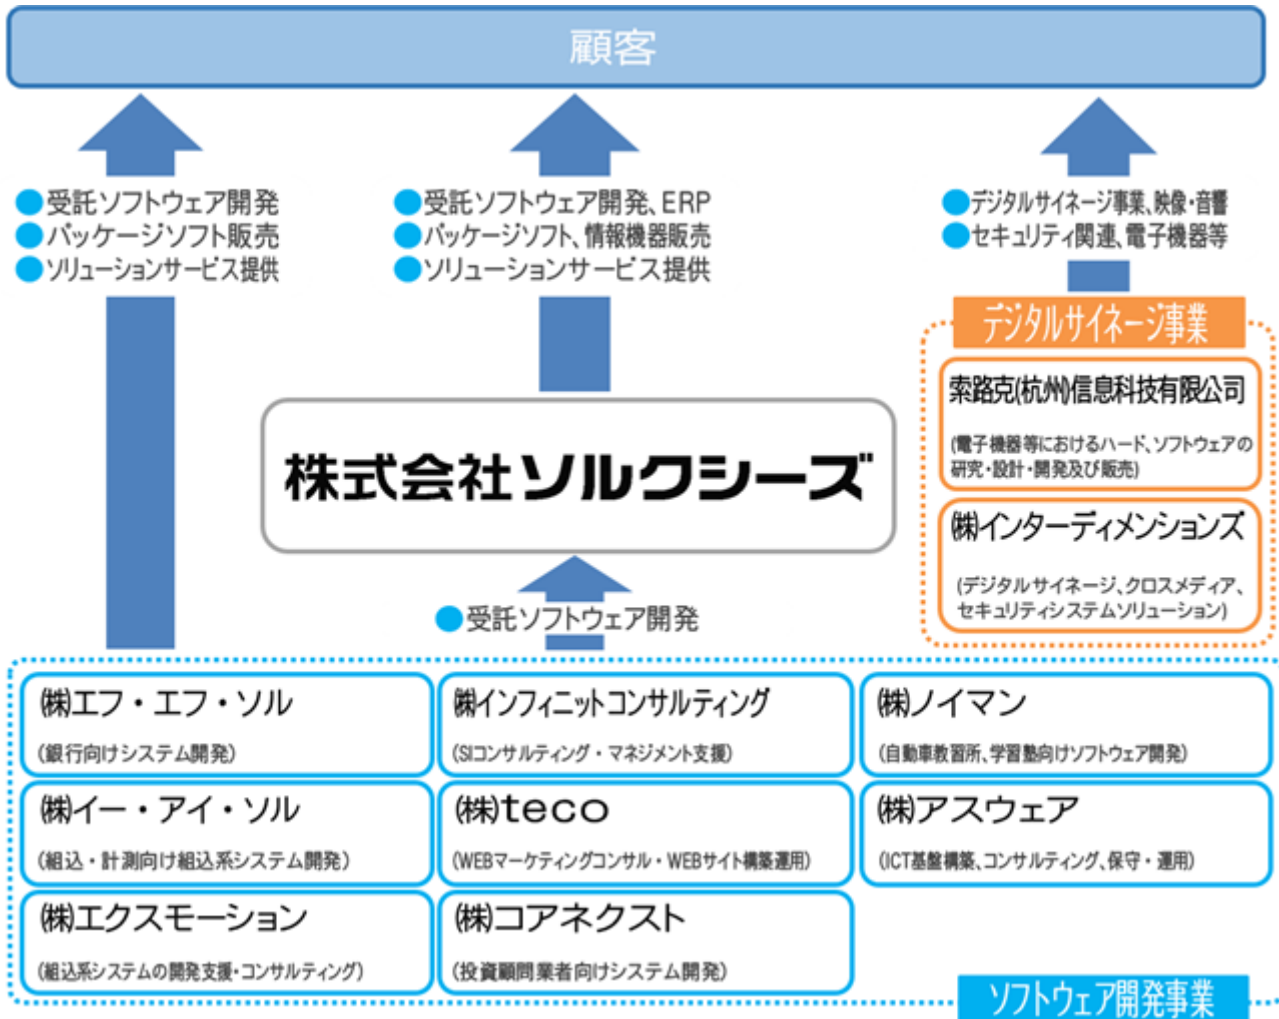 顧客
●受託ソフトウェア開発
●パッケージソフト販売
●ソリューションサービス提供
●受託ソフトウェア開発、ERP
●パッケージソフト、情報機器販売
●ソリューションサービス提供
●デジタルサイネージ事業、映像・音響
●セキュリティ関連、電子機器等
デジタルサイネージ事業
索路克(杭州)信息科技有限公司
(電子機器等におけるハード、ソフトウェアの
研究・設計・開発及び販売)
㈱インターディメンションズ
(デジタルサイネージ、クロスメディア、
セキュリティシステムソリューション)
株式会社ソルクシーズ
●受託ソフトウェア開発
㈱エフ・エフ・ソル
(銀行向けシステム開発)
㈱インフィニットコンサルティング
(SIコンサルティング・マネジメント支援)
㈱ノイマン
(自動車教習所、学習塾向けソフトウェア開発)
㈱イー・アイ・ソル
(組込・計測向け組込系システム開発)
㈱teco
(WEBマーケティングコンサル・WEBサイト構築運用)
㈱アスウェア
(ICT基盤構築、コンサルティング、保守・運用)
㈱エクスモーション
(組込系システムの開発支援・コンサルティング)
㈱コアネクスト
(投資顧問業者向けシステム開発)
ソフトウェア開発事業